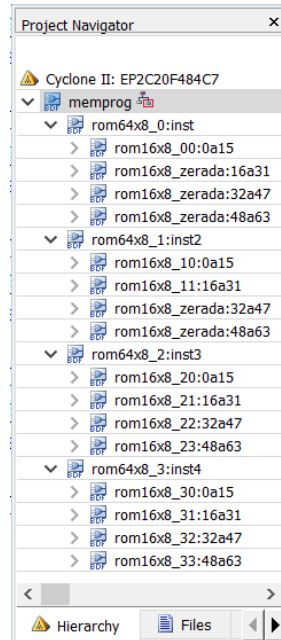 Project Navigator
Cyclone II: EP2C20F484C7
memprog
rom64x8_0:inst
rom16x8_00:0a15
rom16x8_zerada:16a31
rom16x8_zerada:32a47
rom16x8_zerada:48a63
rom64x8_1:inst2
rom16x8_10:0a15
rom16x8_11:16a31
rom16x8_zerada:32a47
rom16x8_zerada:48a63
rom64x8_2:inst3
rom16x8_20:0a15
rom16x8_21:16a31
rom16x8_22:32a47
rom16x8_23:48a63
rom64x8_3:inst4
rom16x8_30:0a15
rom16x8_31:16a31
rom16x8_32:32a47
rom16x8_33:48a63
Hierarchy Files